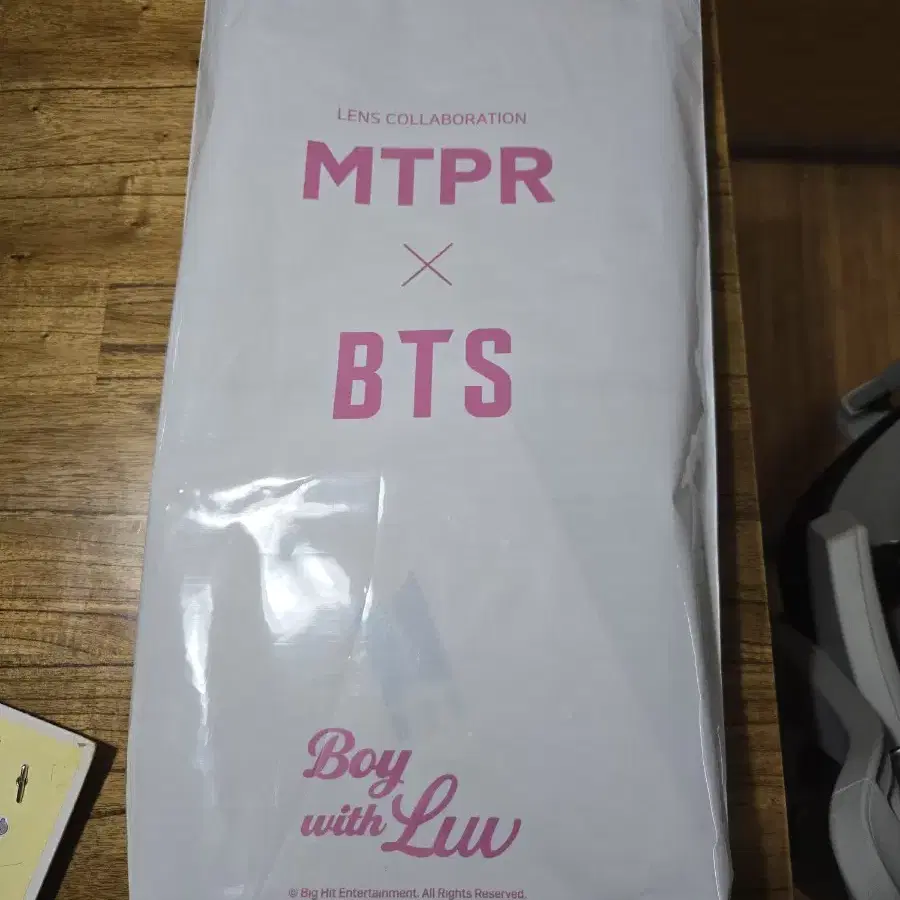 LENS COLLABORATION
MTPR
×
BTS
Boy
with Luv
© Big Hit Entertainment. All Rights Reserved.